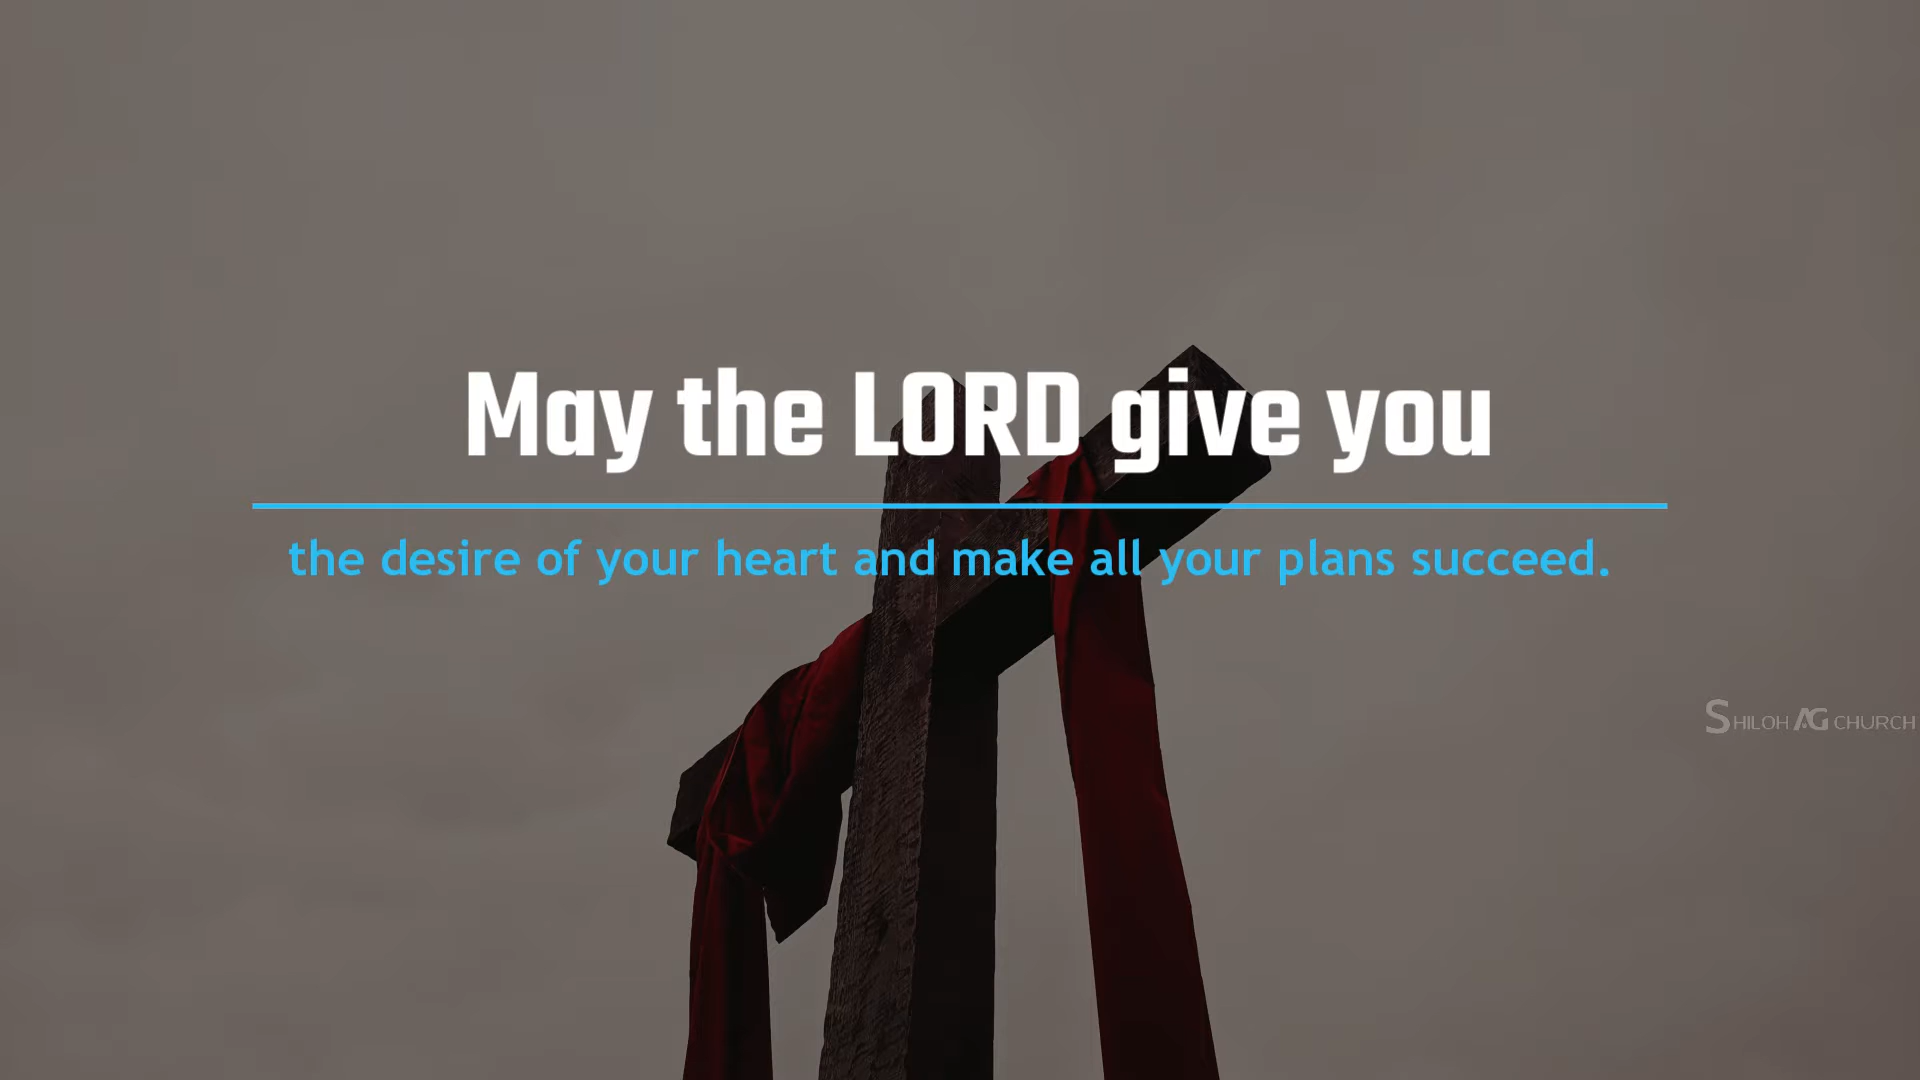 May the LORD give you
the desire of your heart and make all your plans succeed.
SHILOH AG CHURCH